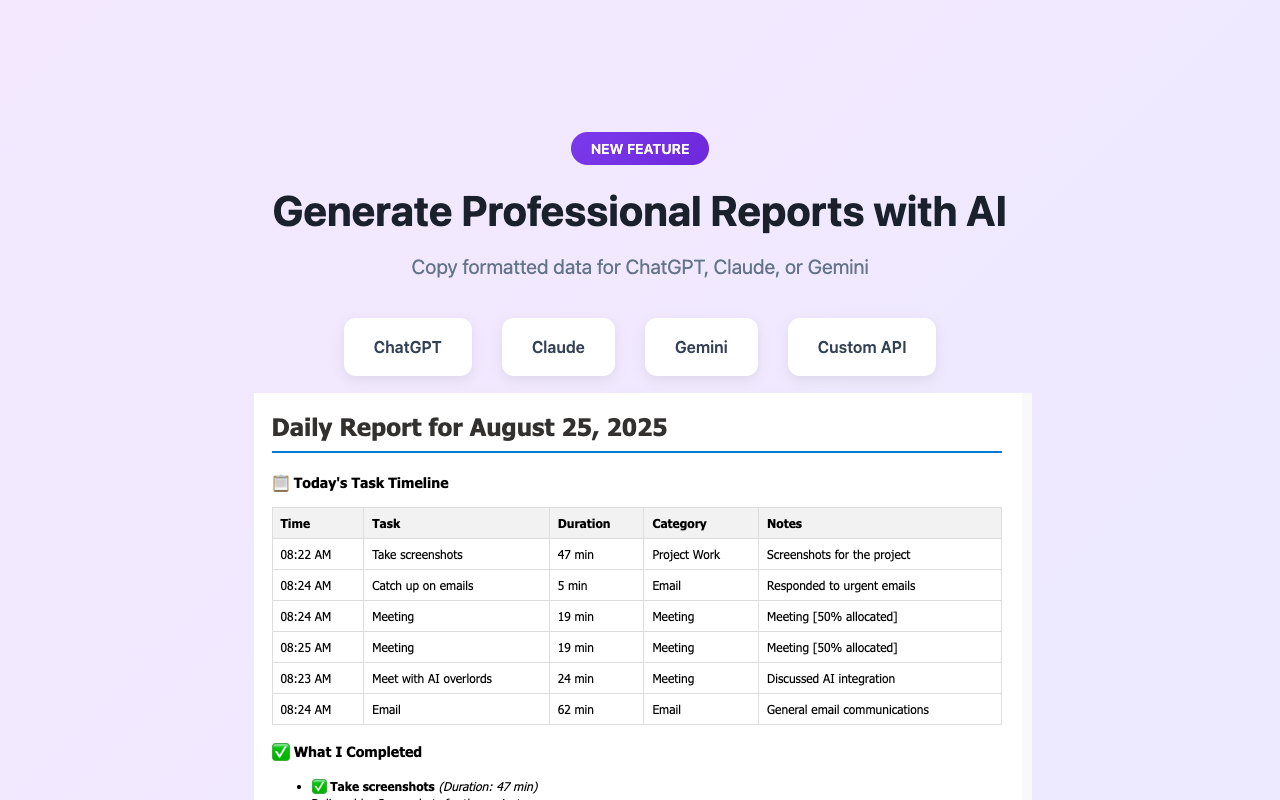 NEW FEATURE
Generate Professional Reports with AI
Copy formatted data for ChatGPT, Claude, or Gemini
ChatGPT Claude Gemini Custom API
Daily Report for August 25, 2025
📋 Today's Task Timeline
Time Task Duration Category Notes
08:22 AM Take screenshots 47 min Project Work Screenshots for the project
08:24 AM Catch up on emails 5 min Email Responded to urgent emails
08:24 AM Meeting 19 min Meeting Meeting [50% allocated]
08:25 AM Meeting 19 min Meeting Meeting [50% allocated]
08:23 AM Meet with AI overlords 24 min Meeting Discussed AI integration
08:24 AM Email 62 min Email General email communications
✅ What I Completed
• ✅ Take screenshots (Duration: 47 min)